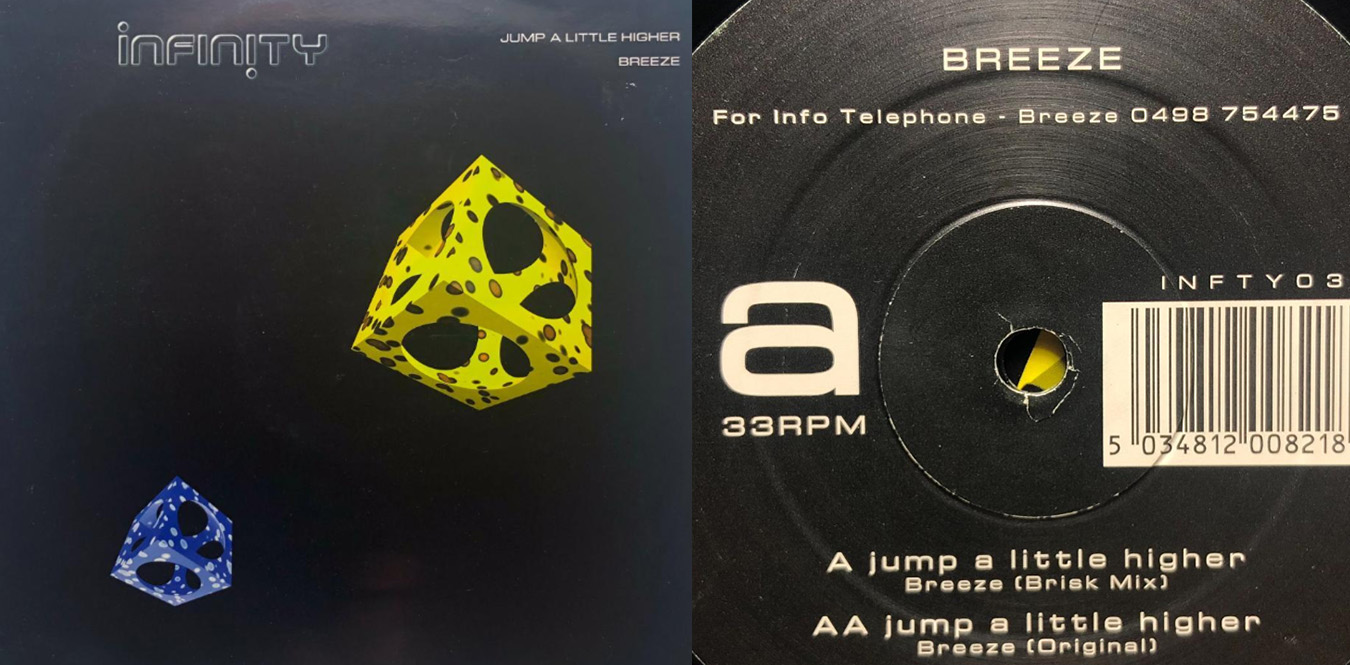 infinity
JUMP A LITTLE HIGHER
BREEZE
BREEZE
For Info Telephone - Breeze 0498 754475
INFTY03
a
33RPM
5 034812 008218
A jump a little higher
Breeze (Brisk Mix)
AA jump a little higher
Breeze (Original)